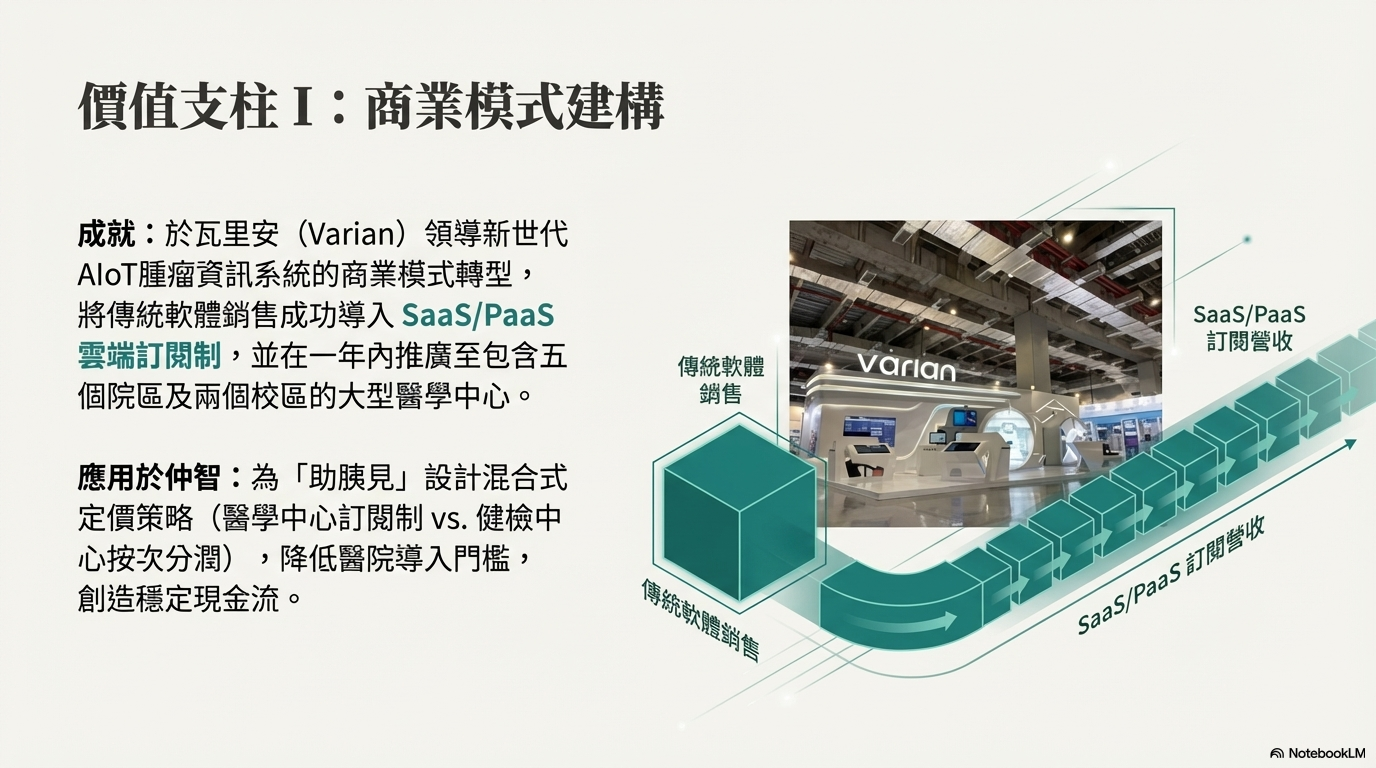 價值支柱 I：商業模式建構
成就：於瓦里安（Varian）領導新世代
AIoT腫瘤資訊系統的商業模式轉型，
將傳統軟體銷售成功導入 SaaS/PaaS
雲端訂閱制，並在一年內推廣至包含五
個院區及兩個校區的大型醫學中心。
應用於仲智：為「助胰見」設計混合式
定價策略（醫學中心訂閱制 vs. 健檢中
心按次分潤），降低醫院導入門檻，
創造穩定現金流。
傳統軟體
銷售
varian
SaaS/PaaS
訂閱營收
傳統軟體銷售
SaaS/PaaS 訂閱營收
NotebookLM